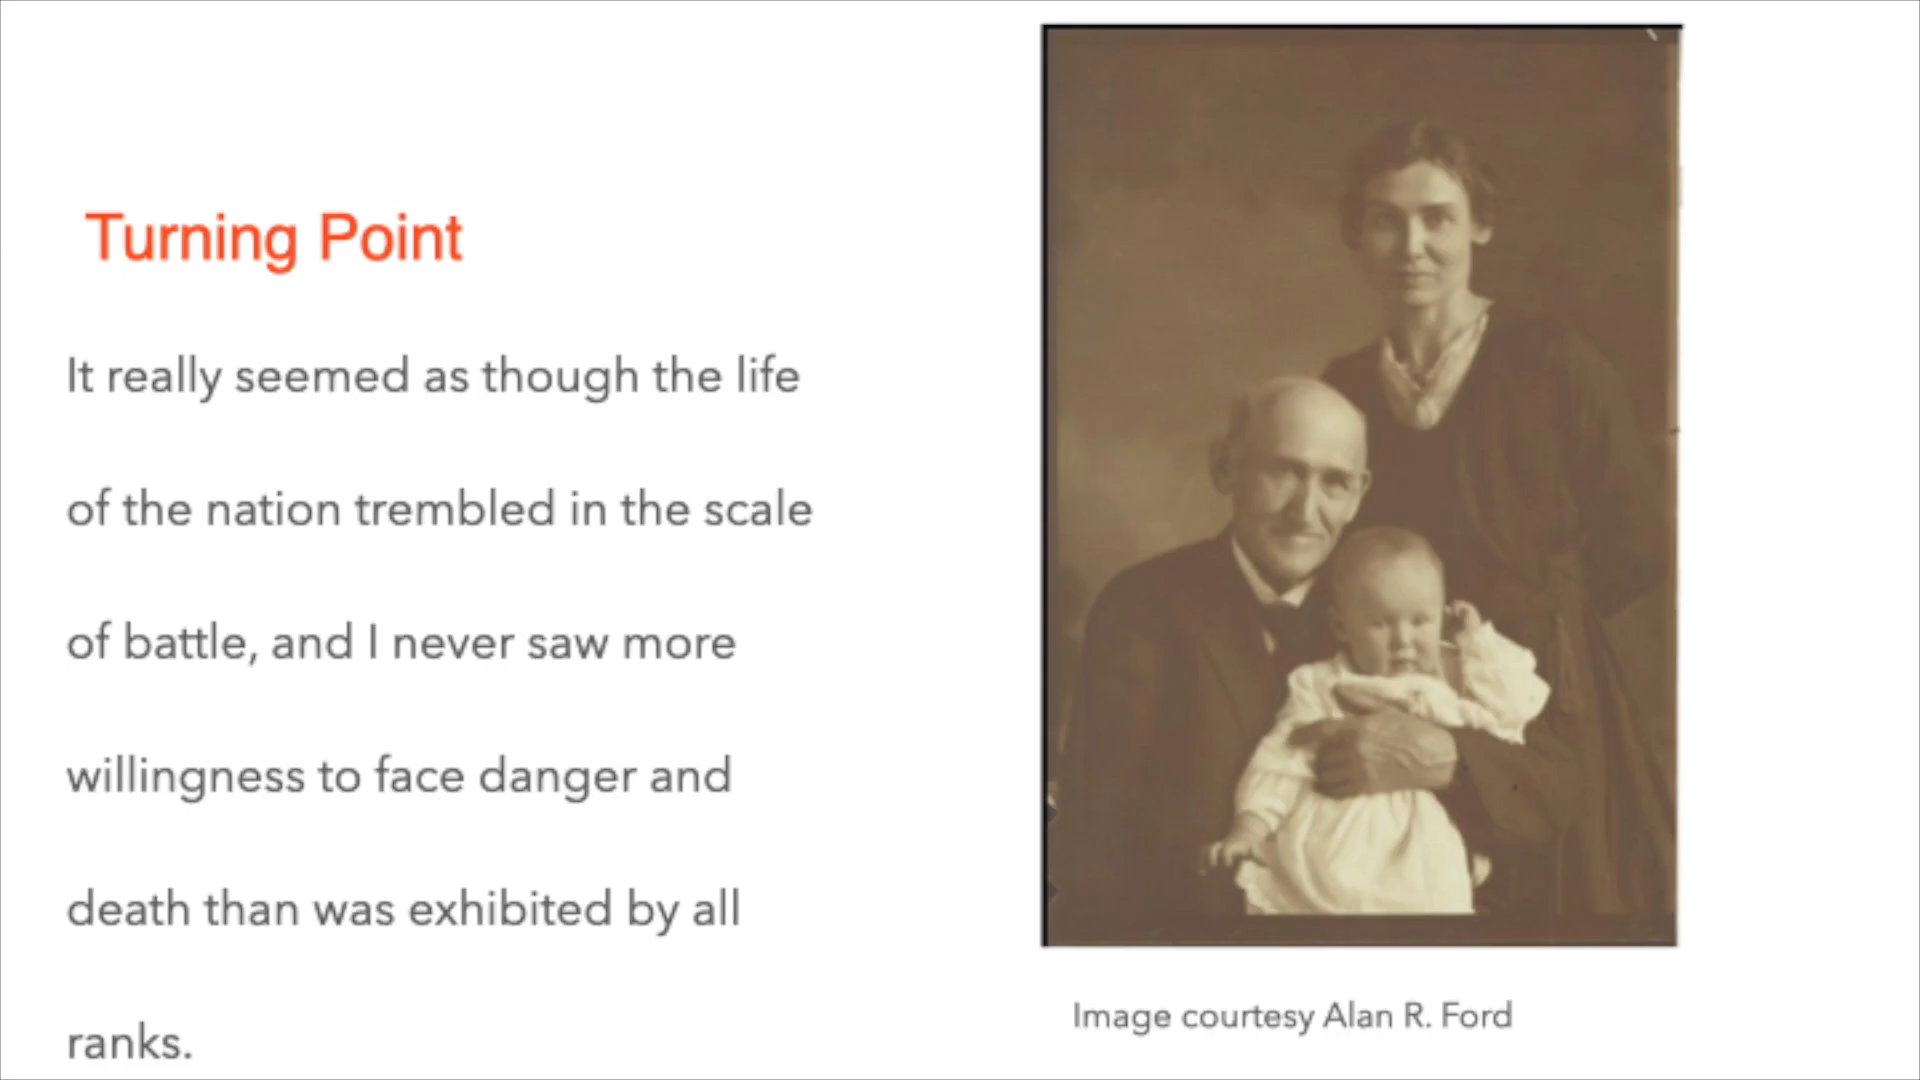 Turning Point
It really seemed as though the life
of the nation trembled in the scale
of battle, and I never saw more
willingness to face danger and
death than was exhibited by all
ranks.
Image courtesy Alan R. Ford